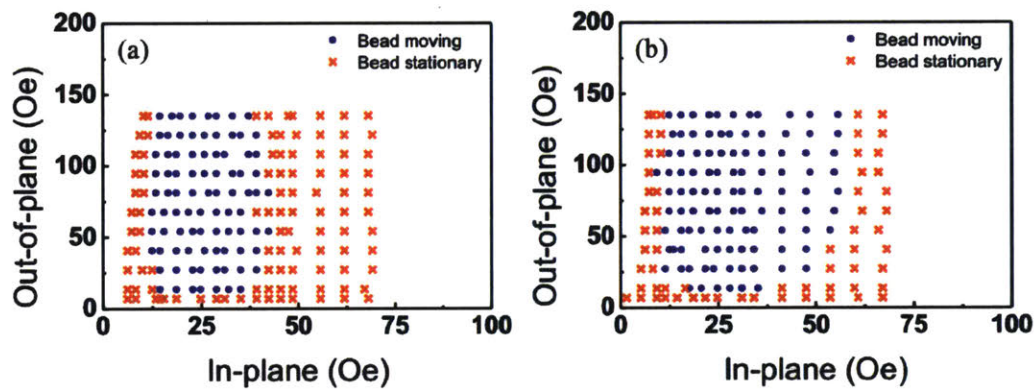 (a)
Bead moving
Bead stationary
Out-of-plane (Oe)
200
150
100
50
0
0 25 50 75 100
In-plane (Oe)
(b)
Bead moving
Bead stationary
Out-of-plane (Oe)
200
150
100
50
0
0 25 50 75 100
In-plane (Oe)